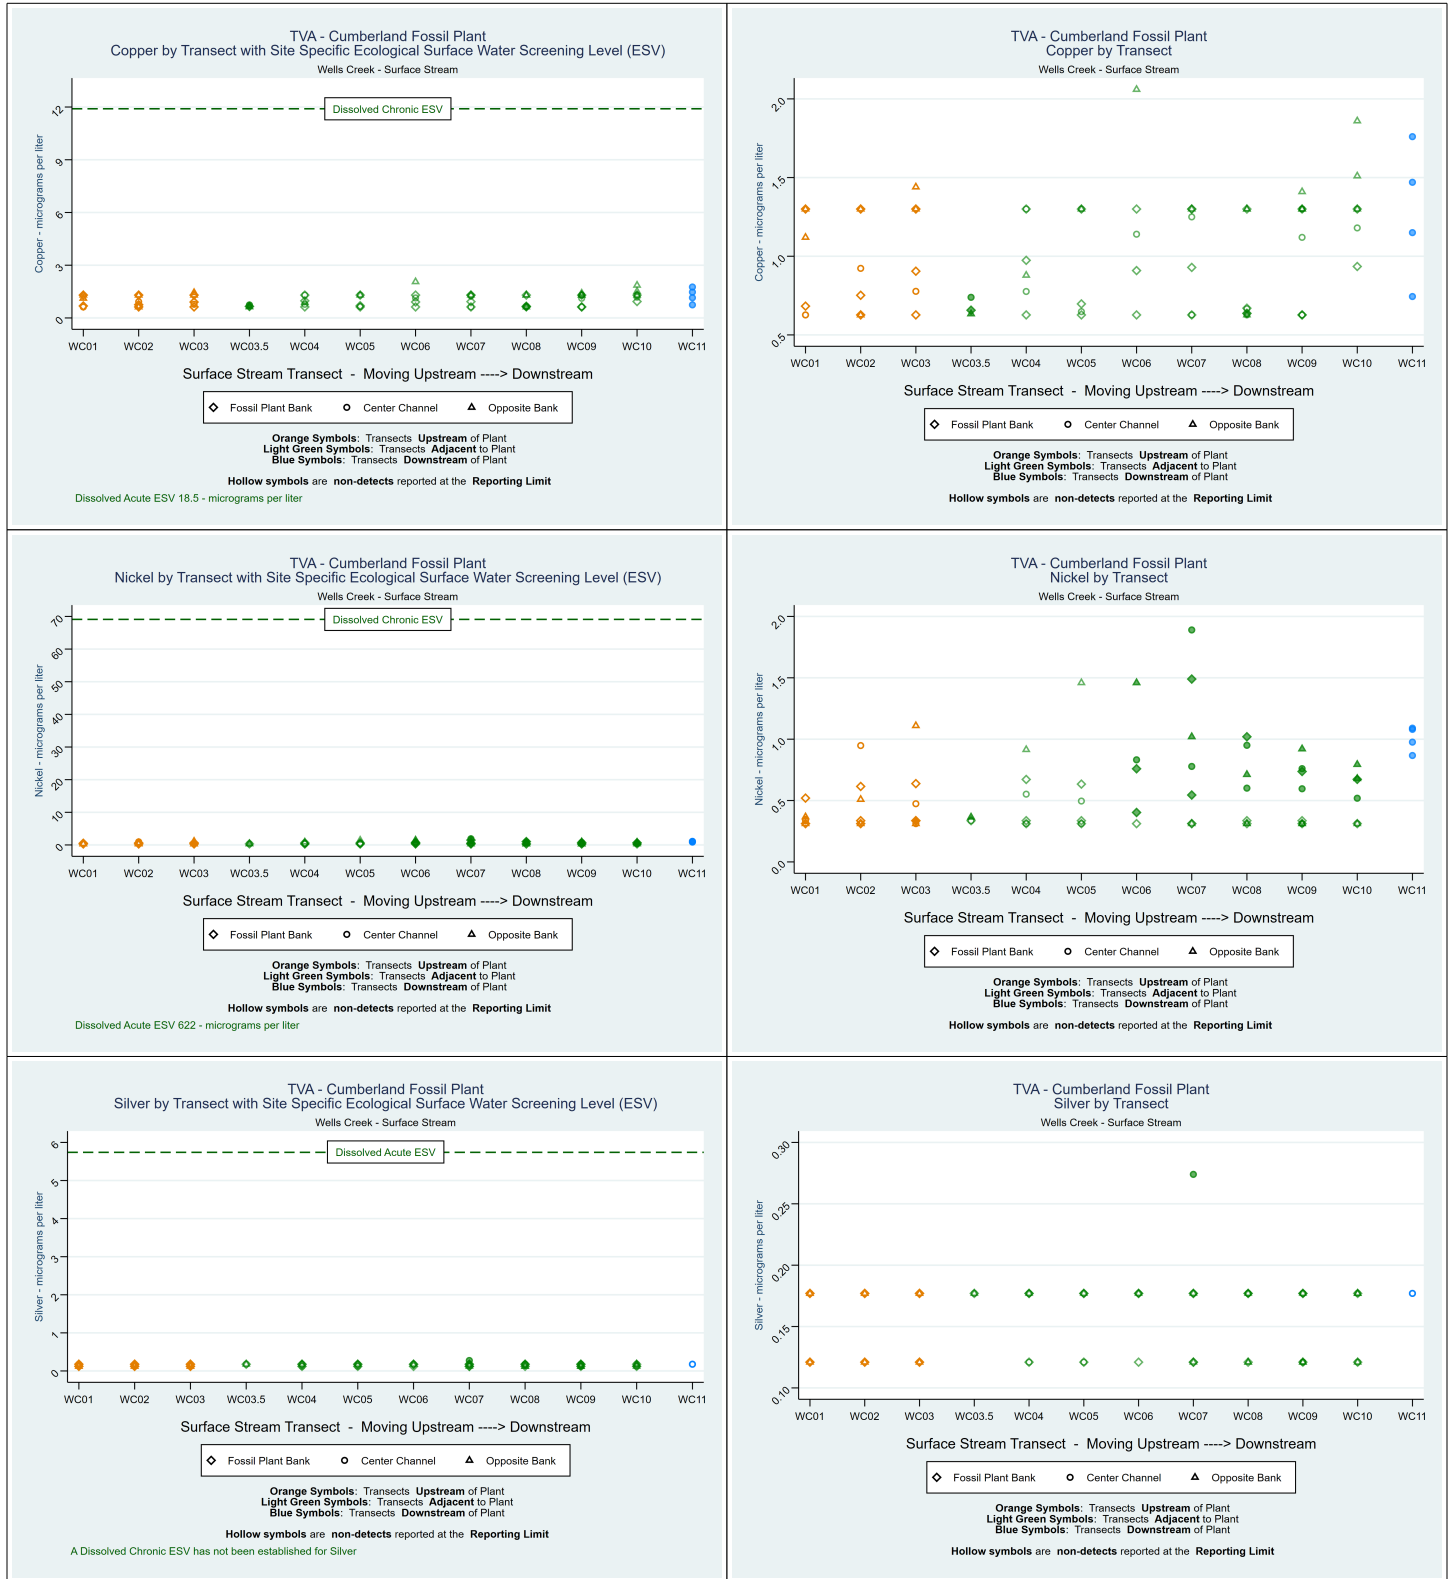 TVA - Cumberland Fossil Plant
Copper by Transect with Site Specific Ecological Surface Water Screening Level (ESV)
Wells Creek - Surface Stream
Dissolved Chronic ESV
Copper - micrograms per liter
12
9
6
3
0
WC01 WC02 WC03 WC03.5 WC04 WC05 WC06 WC07 WC08 WC09 WC10 WC11
Surface Stream Transect - Moving Upstream ----> Downstream
Fossil Plant Bank Center Channel Opposite Bank
Orange Symbols: Transects Upstream of Plant
Light Green Symbols: Transects Adjacent to Plant
Blue Symbols: Transects Downstream of Plant
Hollow symbols are non-detects reported at the Reporting Limit
Dissolved Acute ESV 18.5 - micrograms per liter
TVA - Cumberland Fossil Plant
Copper by Transect
Wells Creek - Surface Stream
Copper - micrograms per liter
2.0
1.5
1.0
0.5
WC01 WC02 WC03 WC03.5 WC04 WC05 WC06 WC07 WC08 WC09 WC10 WC11
Surface Stream Transect - Moving Upstream ----> Downstream
Fossil Plant Bank Center Channel Opposite Bank
Orange Symbols: Transects Upstream of Plant
Light Green Symbols: Transects Adjacent to Plant
Blue Symbols: Transects Downstream of Plant
Hollow symbols are non-detects reported at the Reporting Limit
TVA - Cumberland Fossil Plant
Nickel by Transect with Site Specific Ecological Surface Water Screening Level (ESV)
Wells Creek - Surface Stream
Dissolved Chronic ESV
Nickel - micrograms per liter
70
60
50
40
30
20
10
0
WC01 WC02 WC03 WC03.5 WC04 WC05 WC06 WC07 WC08 WC09 WC10 WC11
Surface Stream Transect - Moving Upstream ----> Downstream
Fossil Plant Bank Center Channel Opposite Bank
Orange Symbols: Transects Upstream of Plant
Light Green Symbols: Transects Adjacent to Plant
Blue Symbols: Transects Downstream of Plant
Hollow symbols are non-detects reported at the Reporting Limit
Dissolved Acute ESV 622 - micrograms per liter
TVA - Cumberland Fossil Plant
Nickel by Transect
Wells Creek - Surface Stream
Nickel - micrograms per liter
2.0
1.5
1.0
0.5
0.0
WC01 WC02 WC03 WC03.5 WC04 WC05 WC06 WC07 WC08 WC09 WC10 WC11
Surface Stream Transect - Moving Upstream ----> Downstream
Fossil Plant Bank Center Channel Opposite Bank
Orange Symbols: Transects Upstream of Plant
Light Green Symbols: Transects Adjacent to Plant
Blue Symbols: Transects Downstream of Plant
Hollow symbols are non-detects reported at the Reporting Limit
TVA - Cumberland Fossil Plant
Silver by Transect with Site Specific Ecological Surface Water Screening Level (ESV)
Wells Creek - Surface Stream
Dissolved Acute ESV
Silver - micrograms per liter
6
5
4
3
2
1
0
WC01 WC02 WC03 WC03.5 WC04 WC05 WC06 WC07 WC08 WC09 WC10 WC11
Surface Stream Transect - Moving Upstream ----> Downstream
Fossil Plant Bank Center Channel Opposite Bank
Orange Symbols: Transects Upstream of Plant
Light Green Symbols: Transects Adjacent to Plant
Blue Symbols: Transects Downstream of Plant
Hollow symbols are non-detects reported at the Reporting Limit
A Dissolved Chronic ESV has not been established for Silver
TVA - Cumberland Fossil Plant
Silver by Transect
Wells Creek - Surface Stream
Silver - micrograms per liter
0.30
0.25
0.20
0.15
0.10
WC01 WC02 WC03 WC03.5 WC04 WC05 WC06 WC07 WC08 WC09 WC10 WC11
Surface Stream Transect - Moving Upstream ----> Downstream
Fossil Plant Bank Center Channel Opposite Bank
Orange Symbols: Transects Upstream of Plant
Light Green Symbols: Transects Adjacent to Plant
Blue Symbols: Transects Downstream of Plant
Hollow symbols are non-detects reported at the Reporting Limit